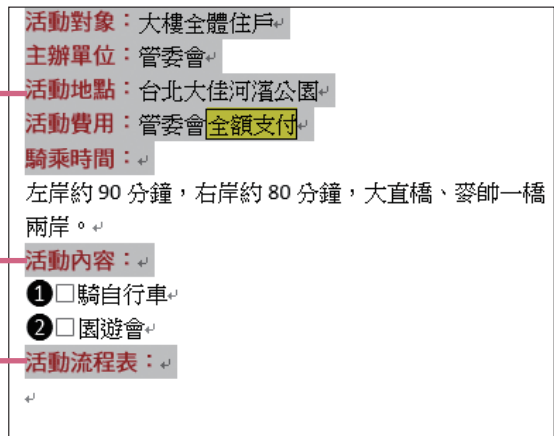 活動對象：大樓全體住戶↵
主辦單位：管委會↵
活動地點：台北大佳河濱公園↵
活動費用：管委會全額支付↵
騎乘時間：↵
左岸約 90 分鐘，右岸約 80 分鐘，大直橋、麥帥一橋
兩岸。↵
活動內容：↵
❶□騎自行車↵
❷□園遊會↵
活動流程表：↵
↵